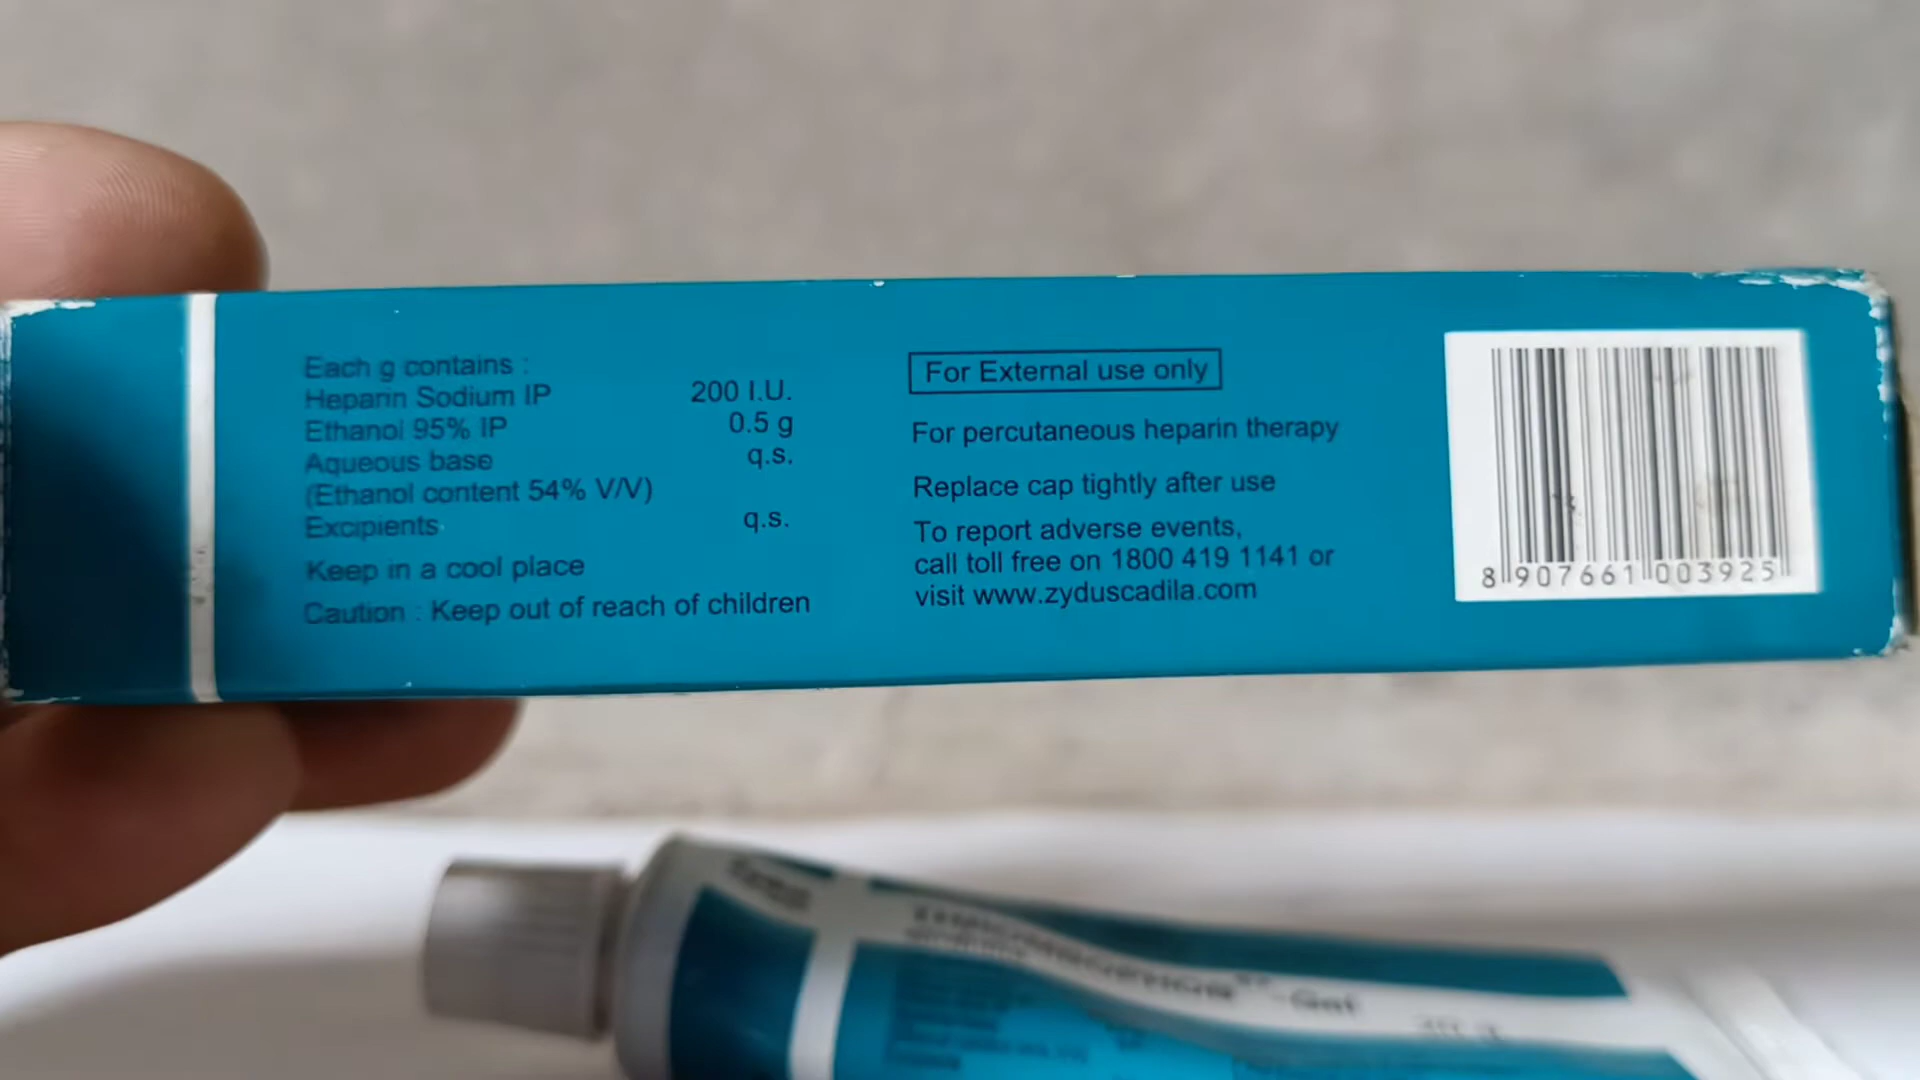 Each g contains :
Heparin Sodium IP 200 I.U.
Ethanol 95% IP 0.5 g
Aqueous base q.s.
(Ethanol content 54% V/V)
Excipients q.s.
Keep in a cool place
Caution : Keep out of reach of children
For External use only
For percutaneous heparin therapy
Replace cap tightly after use
To report adverse events,
call toll free on 1800 419 1141 or
visit www.zyduscadila.com
8 907661 003925
-Gel